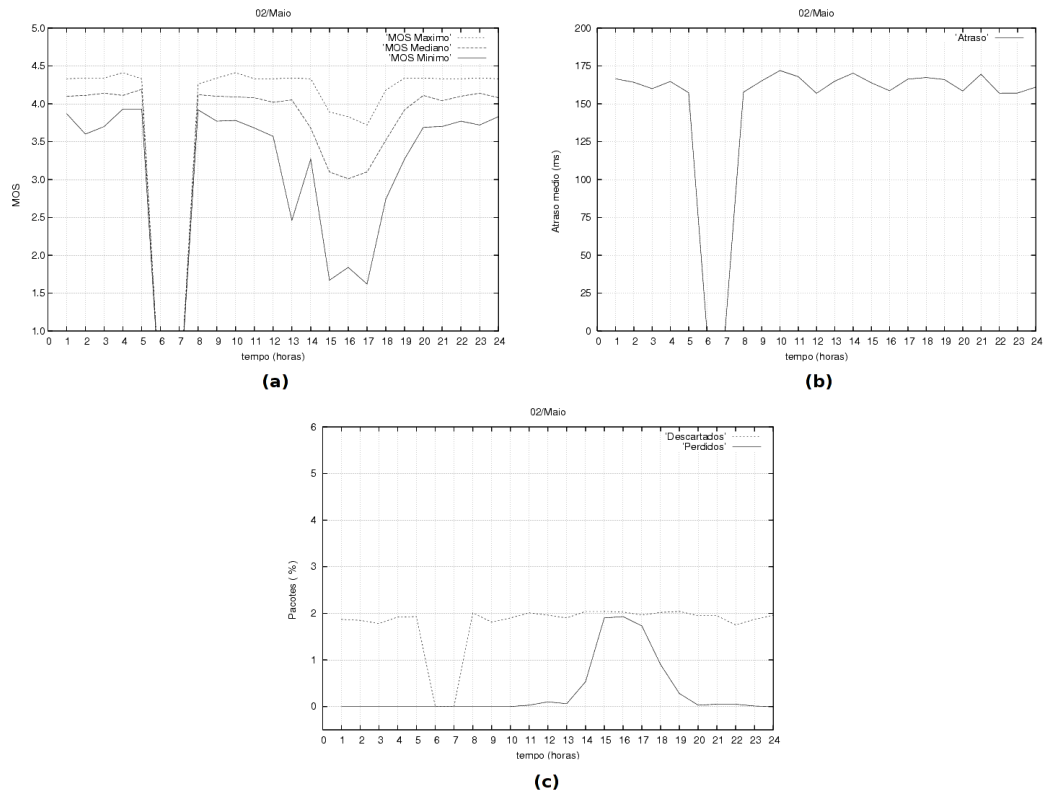 02/Maio
5.0
'MOS Maximo'
'MOS Mediano'
'MOS Minimo'
4.5
4.0
3.5
3.0
2.5
2.0
1.5
1.0
MOS
0 1 2 3 4 5 6 7 8 9 10 11 12 13 14 15 16 17 18 19 20 21 22 23 24
tempo (horas)
(a)
02/Maio
200
'Atraso'
175
150
125
100
75
50
25
0
Atraso medio (ms)
0 1 2 3 4 5 6 7 8 9 10 11 12 13 14 15 16 17 18 19 20 21 22 23 24
tempo (horas)
(b)
02/Maio
6
'Descartados'
'Perdidos'
5
4
3
2
1
0
Pacotes ( %)
0 1 2 3 4 5 6 7 8 9 10 11 12 13 14 15 16 17 18 19 20 21 22 23 24
tempo (horas)
(c)